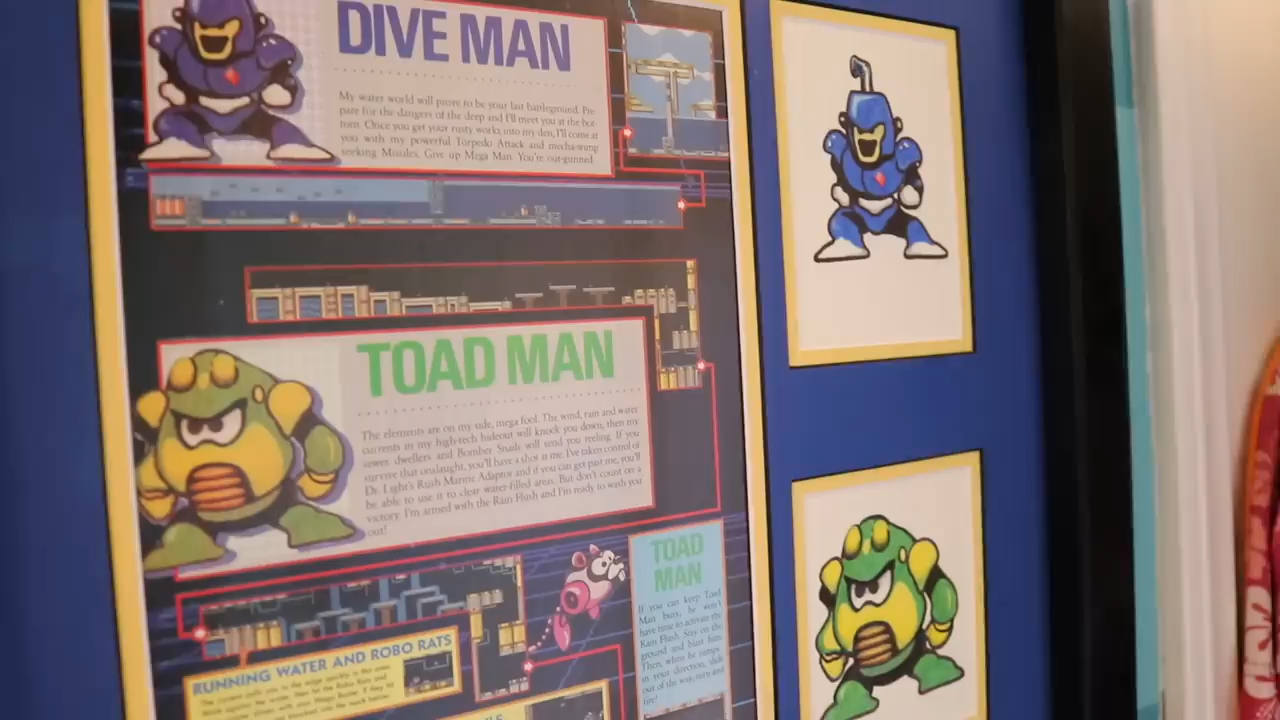 DIVE MAN
My water world will prove to be your last battleground. Pre-
pare for the dangers of the deep and I'll meet you at the bot-
tom. Once you get your rusty works into my den, I'll come at
you with my powerful Torpedo Attack and mecha-sump
seeking Missiles. Give up Mega Man. You're out-gunned.
TOAD MAN
The elements are on my side, mega fool. The wind, rain and water
currents in my high-tech hideout will knock you down, then my
sewer dwellers and Bomber Snails will send you reeling. If you
survive that onslaught, you'll have a shot at me. I've taken control of
Dr. Light's Rush Marine Adaptor and if you can get past me, you'll
be able to use it to clear water-filled areas. But don't count on a
victory. I'm armed with the Rain Flush and I'm ready to wash you
out!
TOAD
MAN
If you can keep Toad
Man busy, he won't
have time to activate the
Rain Flush. Stay on the
ground and blast him.
Then, when he jumps
in your direction, slide
out of the way, turn and
fire!
RUNNING WATER AND ROBO RATS